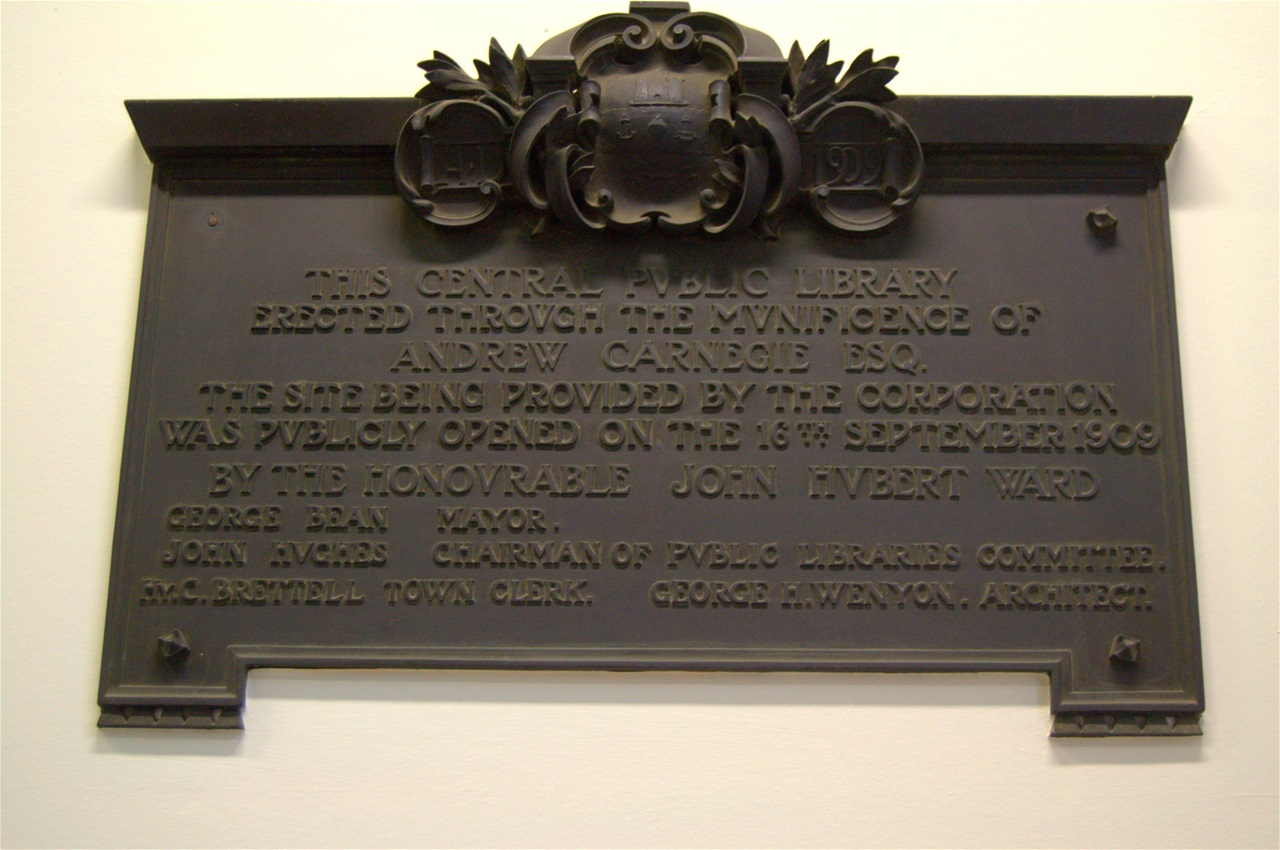 A.D. 1909
THIS CENTRAL PVBLIC LIBRARY
ERECTED THROVGH THE MVNIFICENCE OF
ANDREW CARNEGIE ESQ.
THE SITE BEING PROVIDED BY THE CORPORATION
WAS PVBLICLY OPENED ON THE 16TH SEPTEMBER 1909
BY THE HONOVRABLE JOHN HVBERT WARD
GEORGE BEAN MAYOR.
JOHN HVGHES CHAIRMAN OF PVBLIC LIBRARIES COMMITTEE.
HY.C. BRETTELL TOWN CLERK. GEORGE H. WENYON. ARCHITECT.